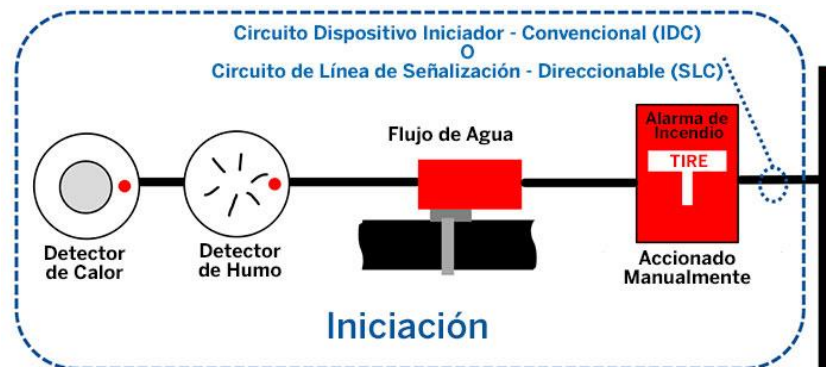 Circuito Dispositivo Iniciador - Convencional (IDC)
O
Circuito de Línea de Señalización - Direccionable (SLC)
Flujo de Agua
Alarma de
Incendio
TIRE
Detector
de Calor
Detector
de Humo
Accionado
Manualmente
Iniciación